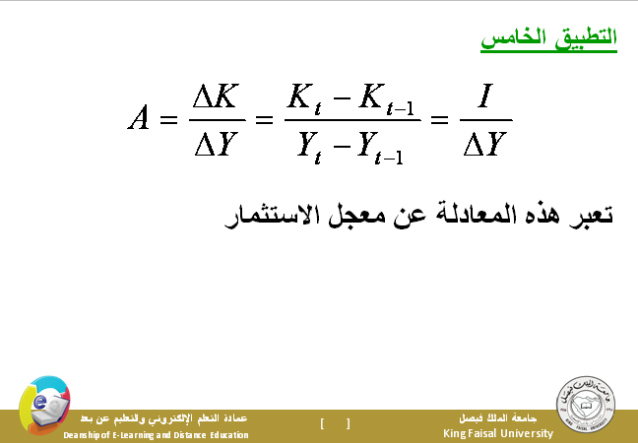 التطبيق الخامس
A = ΔK / ΔY = (K_t − K_{t−1}) / (Y_t − Y_{t−1}) = I / ΔY
تعبر هذه المعادلة عن معجل الاستثمار
جامعة الملك فيصل
[ ]
عمادة التعلم الإلكتروني والتعليم عن بعد
King Faisal University
Deanship of E-Learning and Distance Education